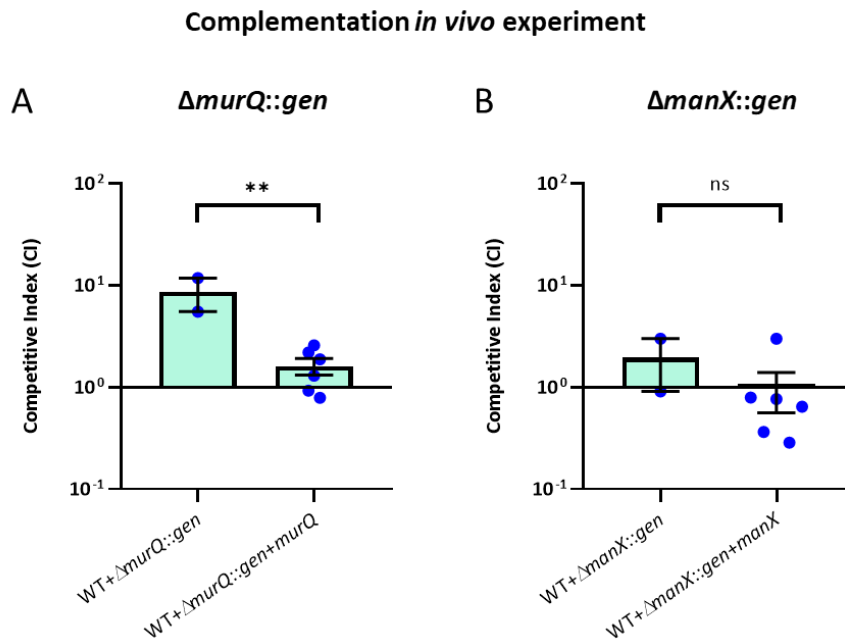 Complementation in vivo experiment
A
ΔmurQ::gen
Competitive Index (CI)
10²
10¹
10⁰
10⁻¹
**
WT+ΔmurQ::gen
WT+ΔmurQ::gen+murQ
B
ΔmanX::gen
Competitive Index (CI)
10²
10¹
10⁰
10⁻¹
ns
WT+ΔmanX::gen
WT+ΔmanX::gen+manX